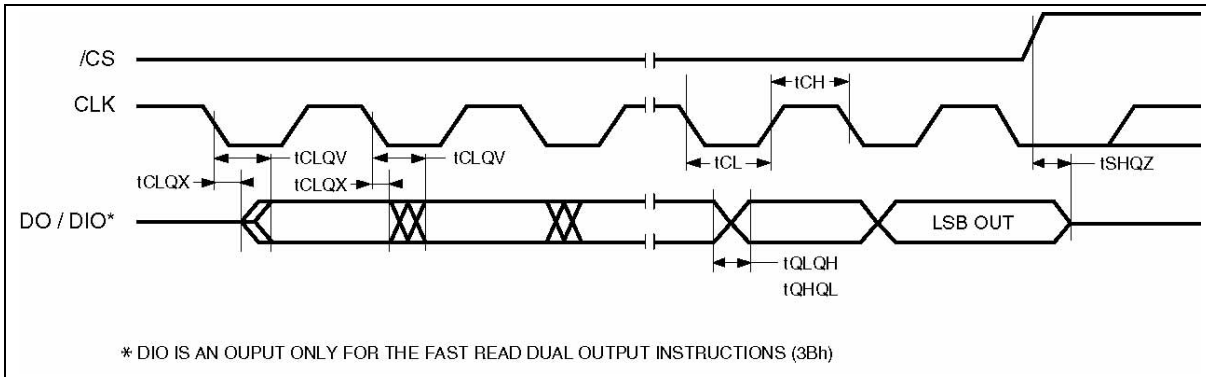 /CS
tCH
CLK
tCLQV
tCLQV
tCL
tSHQZ
tCLQX
tCLQX
DO / DIO*
LSB OUT
tQLQH
tQHQL
* DIO IS AN OUPUT ONLY FOR THE FAST READ DUAL OUTPUT INSTRUCTIONS (3Bh)